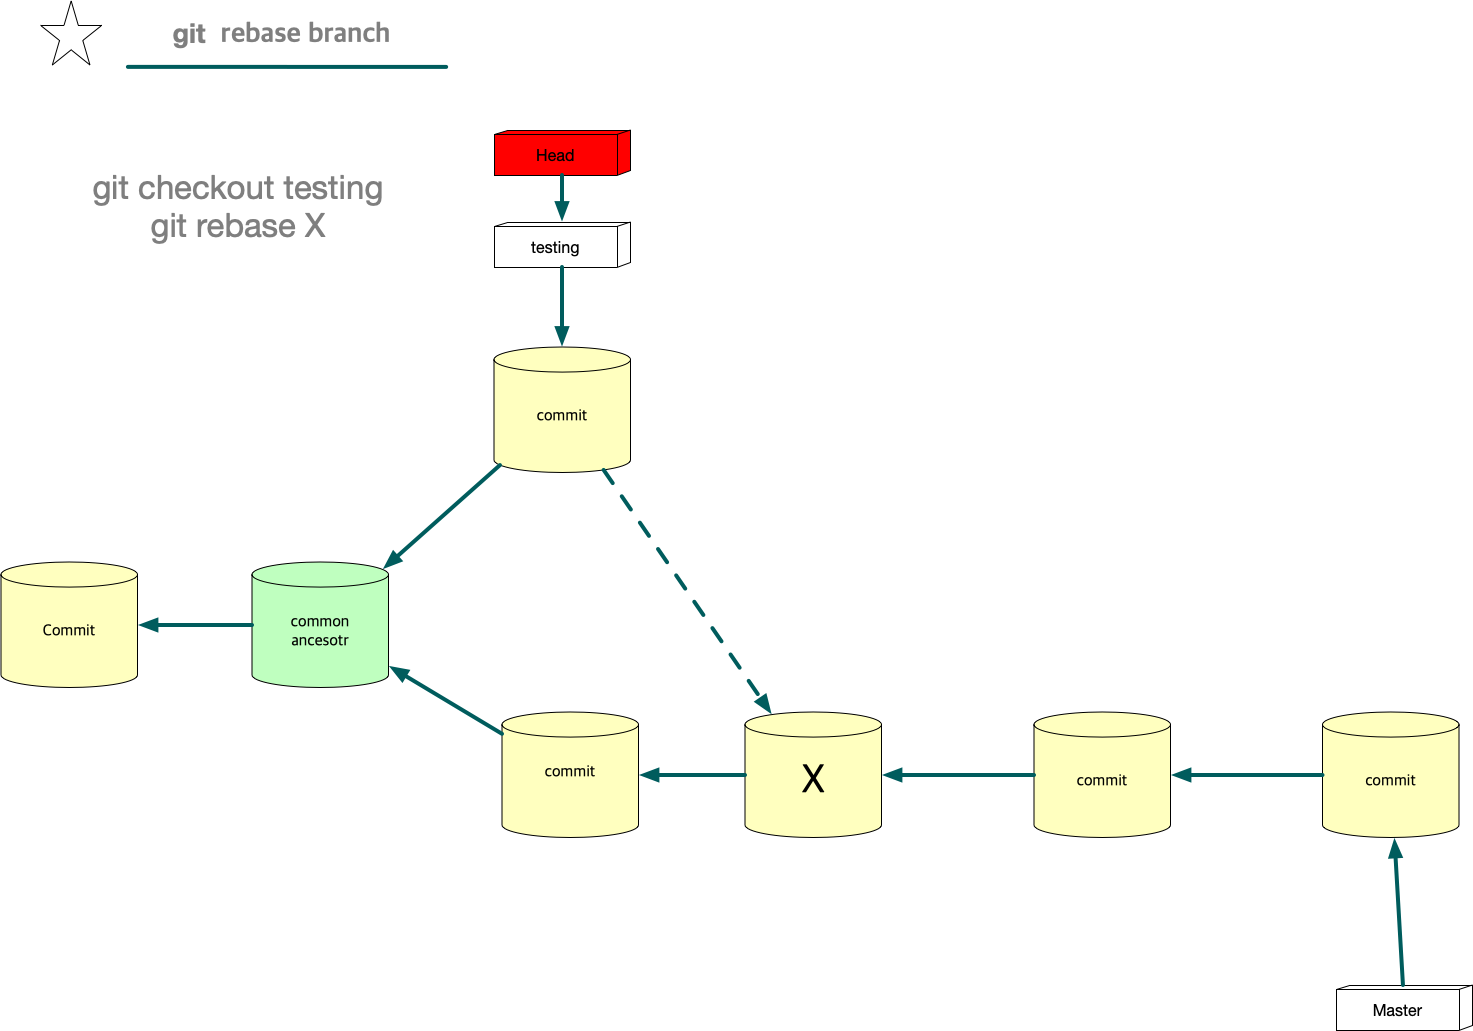 git rebase branch
git checkout testing
git rebase X
Head
testing
commit
Commit
common
ancesotr
commit
X
commit
commit
Master